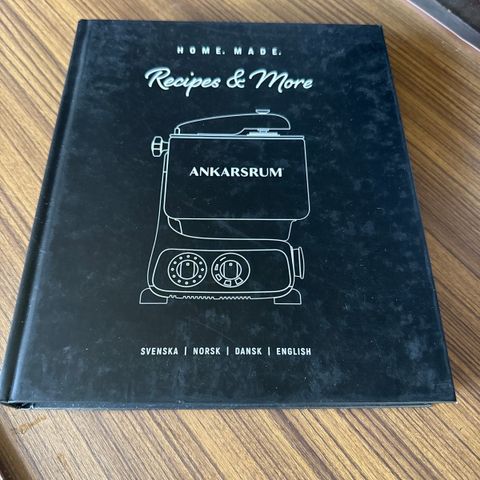 HOME. MADE.
Recipes & More
ANKARSRUM
SVENSKA | NORSK | DANSK | ENGLISH